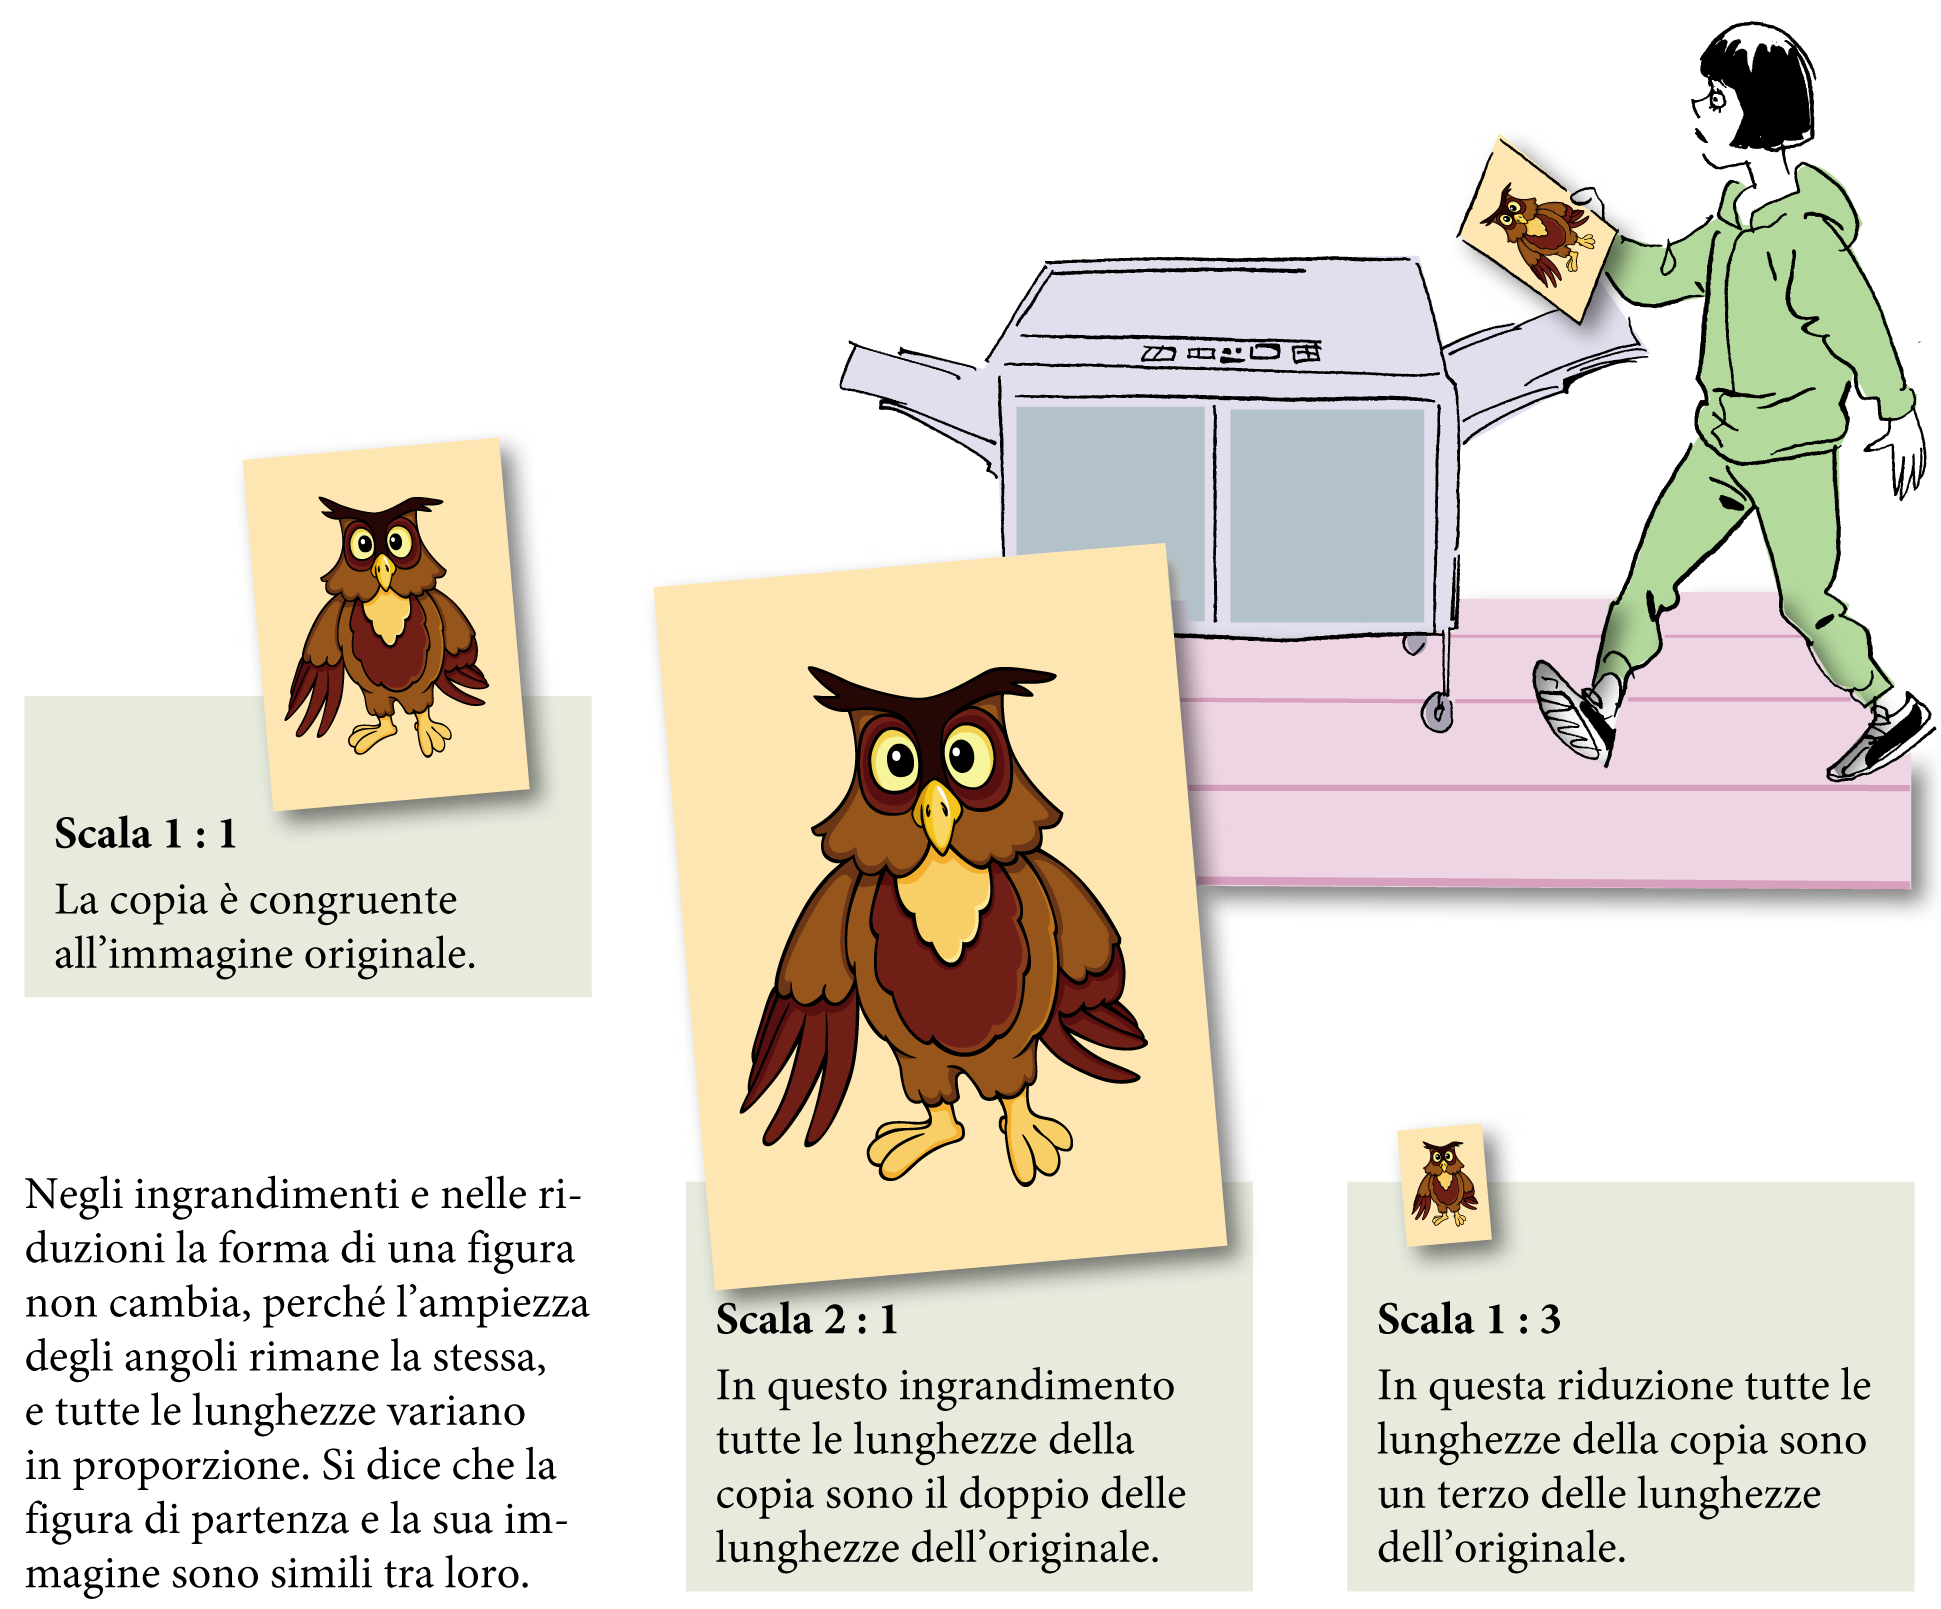 Scala 1 : 1
La copia è congruente
all’immagine originale.
Negli ingrandimenti e nelle ri-
duzioni la forma di una figura
non cambia, perché l’ampiezza
degli angoli rimane la stessa,
e tutte le lunghezze variano
in proporzione. Si dice che la
figura di partenza e la sua im-
magine sono simili tra loro.
Scala 2 : 1
In questo ingrandimento
tutte le lunghezze della
copia sono il doppio delle
lunghezze dell’originale.
Scala 1 : 3
In questa riduzione tutte le
lunghezze della copia sono
un terzo delle lunghezze
dell’originale.